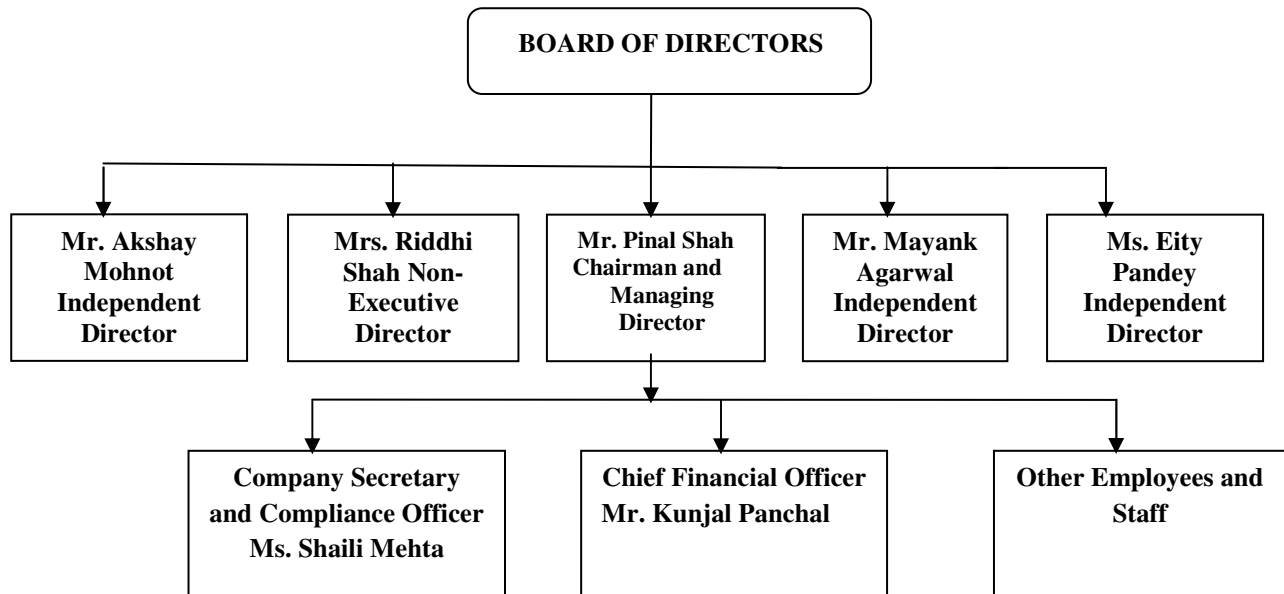 BOARD OF DIRECTORS
Mr. Akshay
Mohnot
Independent
Director
Mrs. Riddhi
Shah Non-
Executive
Director
Mr. Pinal Shah
Chairman and
Managing
Director
Mr. Mayank
Agarwal
Independent
Director
Ms. Eity
Pandey
Independent
Director
Company Secretary
and Compliance Officer
Ms. Shaili Mehta
Chief Financial Officer
Mr. Kunjal Panchal
Other Employees and
Staff